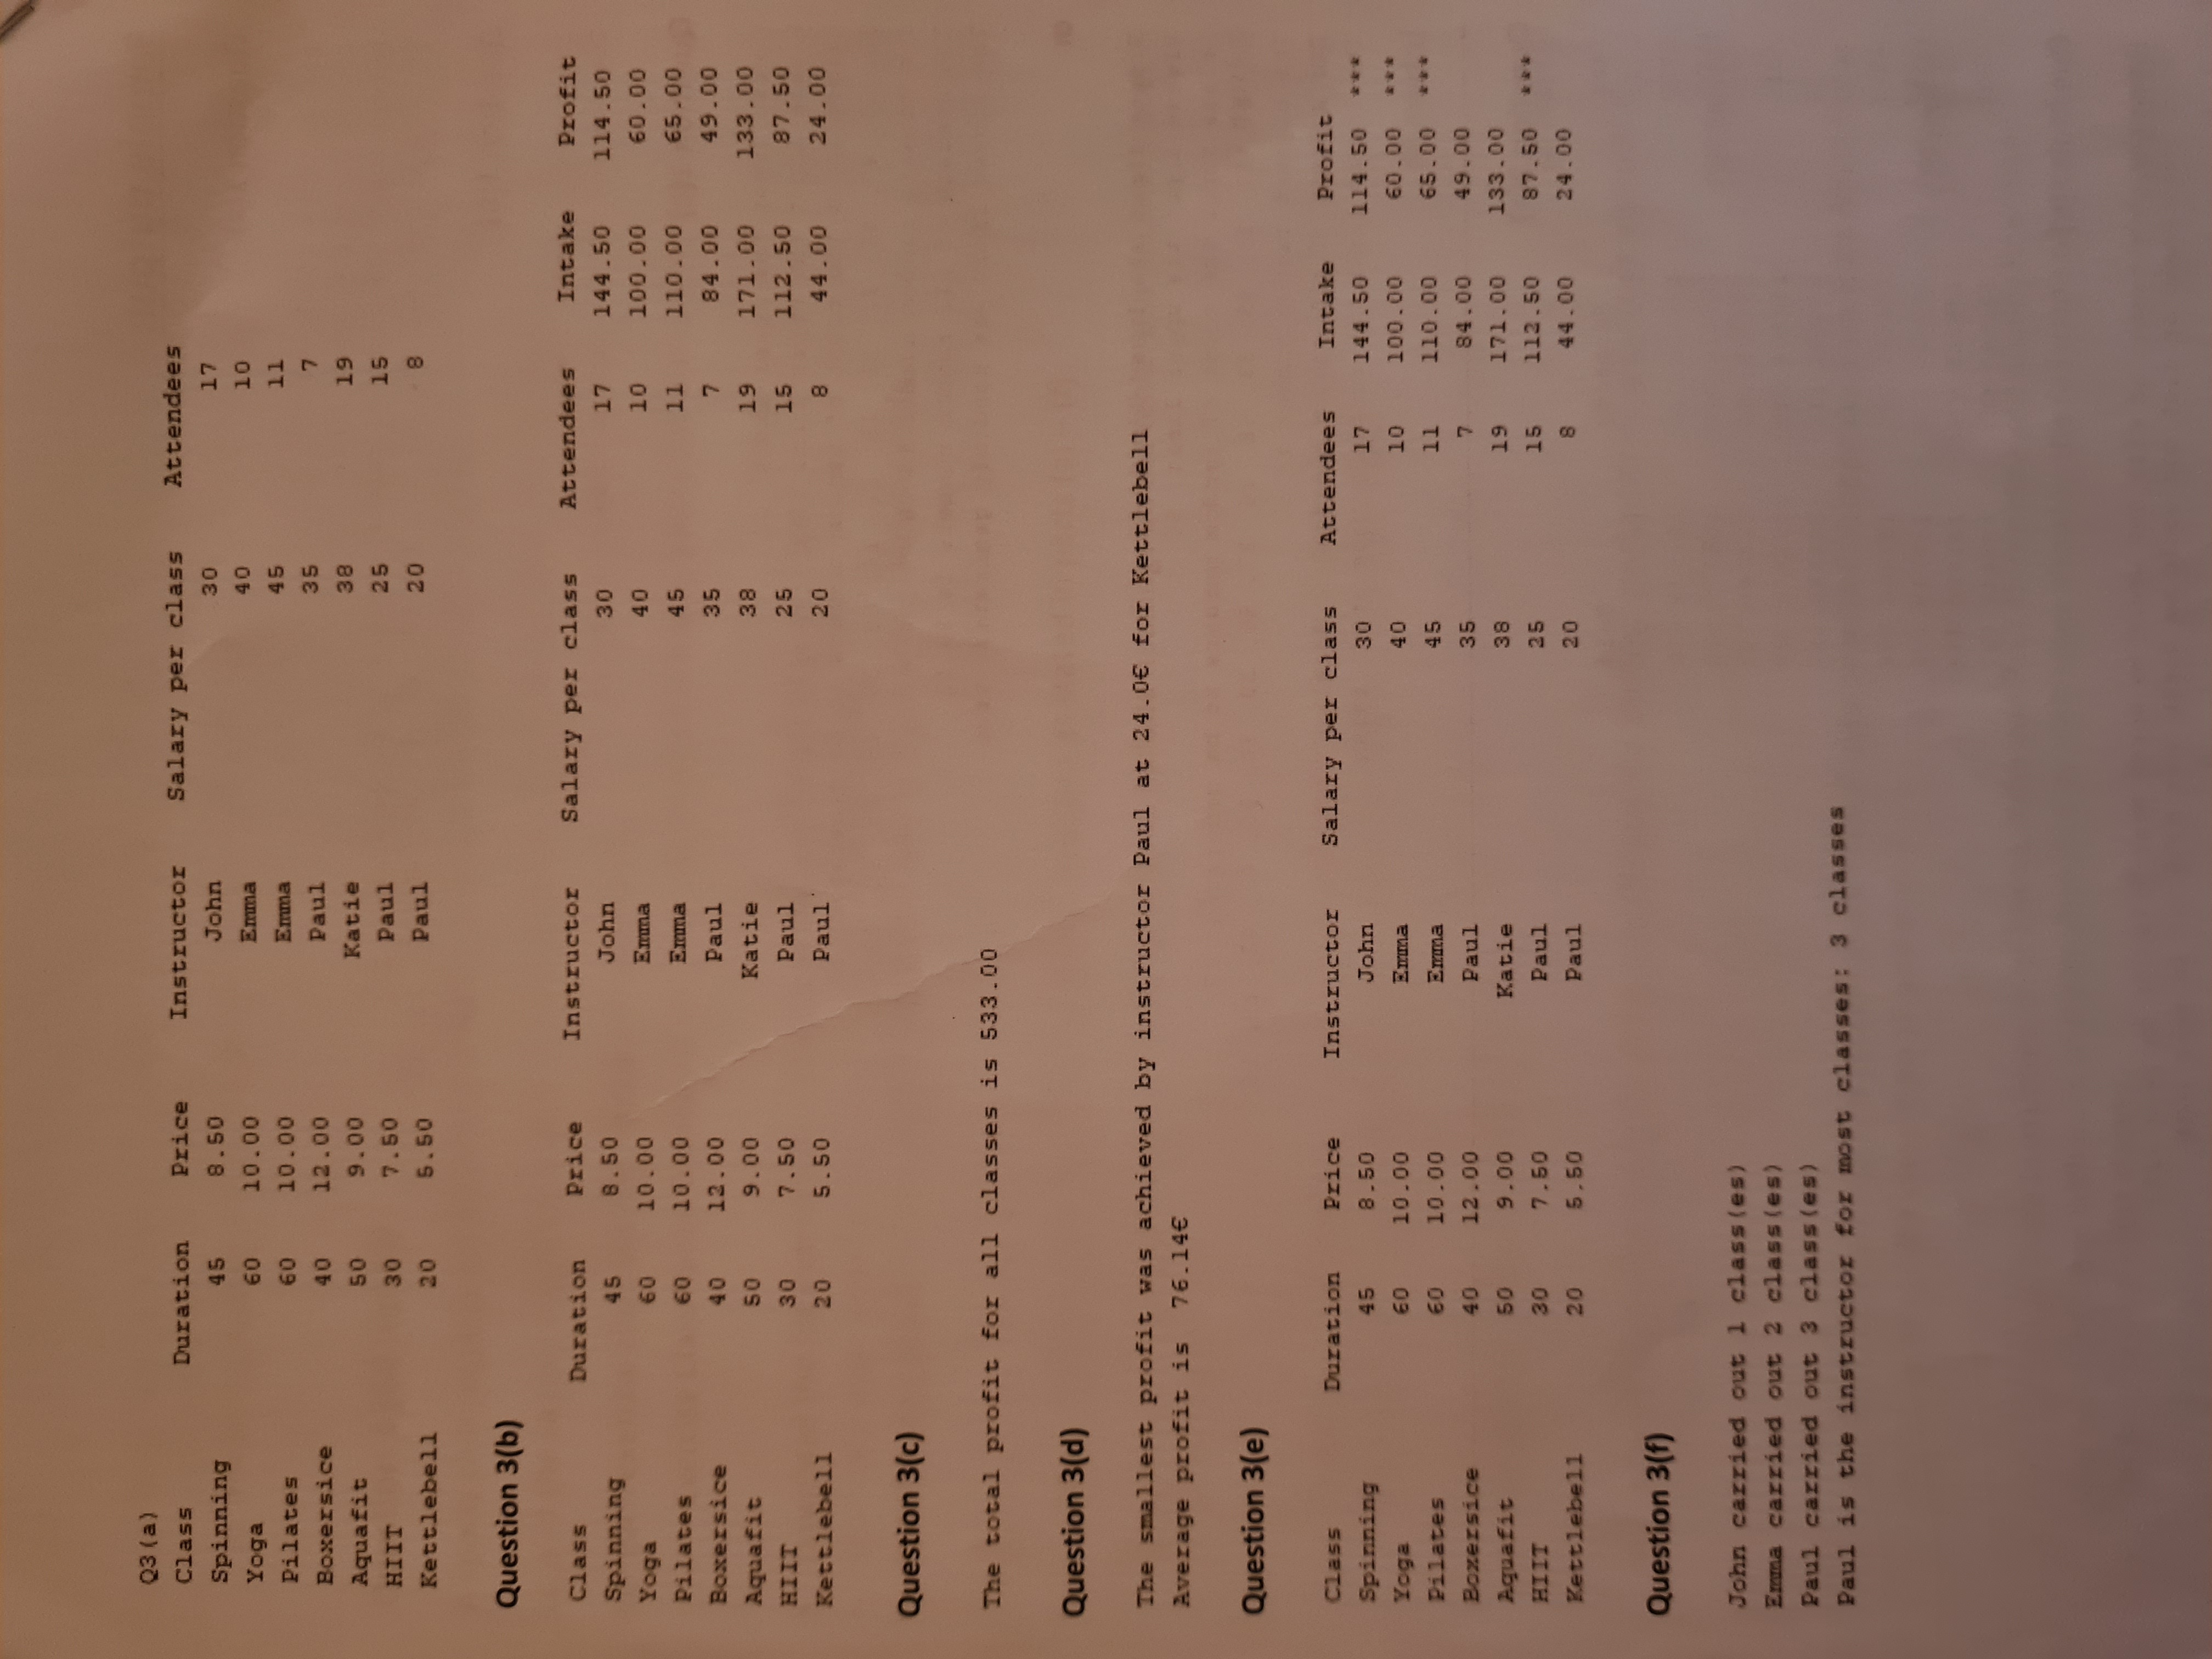 Q3(a)
Class Duration Price Instructor Salary per class Attendees
Spinning 45 8.50 John 30 17
Yoga 60 10.00 Emma 40 10
Pilates 60 10.00 Emma 45 11
Boxersice 40 12.00 Paul 35 7
Aquafit 50 9.00 Katie 38 19
HIIT 30 7.50 Paul 25 15
Kettlebell 20 5.50 Paul 20 8
Question 3(b)
Class Duration Price Instructor Salary per class Attendees Intake Profit
Spinning 45 8.50 John 30 17 144.50 114.50
Yoga 60 10.00 Emma 40 10 100.00 60.00
Pilates 60 10.00 Emma 45 11 110.00 65.00
Boxersice 40 12.00 Paul 35 7 84.00 49.00
Aquafit 50 9.00 Katie 38 19 171.00 133.00
HIIT 30 7.50 Paul 25 15 112.50 87.50
Kettlebell 20 5.50 Paul 20 8 44.00 24.00
Question 3(c)
The total profit for all classes is 533.00
Question 3(d)
The smallest profit was achieved by instructor Paul at 24.0€ for Kettlebell
Average profit is 76.14€
Question 3(e)
Class Duration Price Instructor Salary per class Attendees Intake Profit
Spinning 45 8.50 John 30 17 144.50 114.50 ***
Yoga 60 10.00 Emma 40 10 100.00 60.00 ***
Pilates 60 10.00 Emma 45 11 110.00 65.00 ***
Boxersice 40 12.00 Paul 35 7 84.00 49.00
Aquafit 50 9.00 Katie 38 19 171.00 133.00
HIIT 30 7.50 Paul 25 15 112.50 87.50 ***
Kettlebell 20 5.50 Paul 20 8 44.00 24.00
Question 3(f)
John carried out 1 class(es)
Emma carried out 2 class(es)
Paul carried out 3 class(es)
Paul is the instructor for most classes: 3 classes